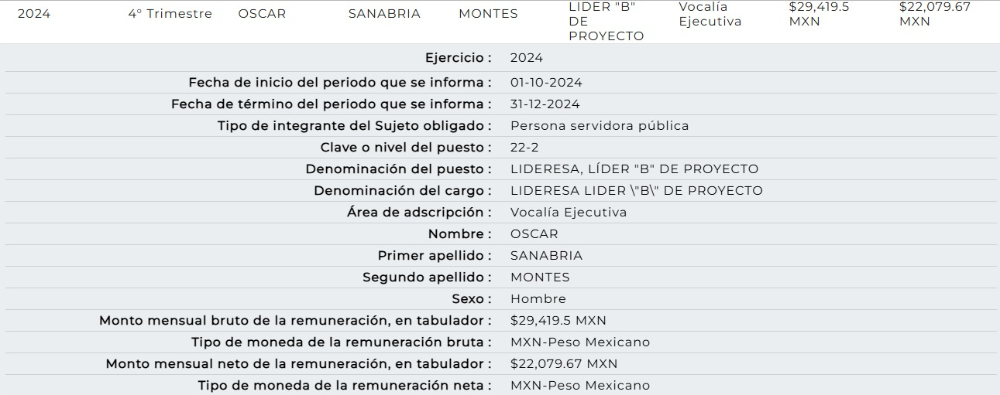 2024 4° Trimestre OSCAR SANABRIA MONTES LIDER "B" DE PROYECTO Vocalía Ejecutiva $29,419.5 MXN $22,079.67 MXN
Ejercicio : 2024
Fecha de inicio del periodo que se informa : 01-10-2024
Fecha de término del periodo que se informa : 31-12-2024
Tipo de integrante del Sujeto obligado : Persona servidora pública
Clave o nivel del puesto : 22-2
Denominación del puesto : LIDERESA, LÍDER "B" DE PROYECTO
Denominación del cargo : LIDERESA LIDER \"B\" DE PROYECTO
Área de adscripción : Vocalía Ejecutiva
Nombre : OSCAR
Primer apellido : SANABRIA
Segundo apellido : MONTES
Sexo : Hombre
Monto mensual bruto de la remuneración, en tabulador : $29,419.5 MXN
Tipo de moneda de la remuneración bruta : MXN-Peso Mexicano
Monto mensual neto de la remuneración, en tabulador : $22,079.67 MXN
Tipo de moneda de la remuneración neta : MXN-Peso Mexicano